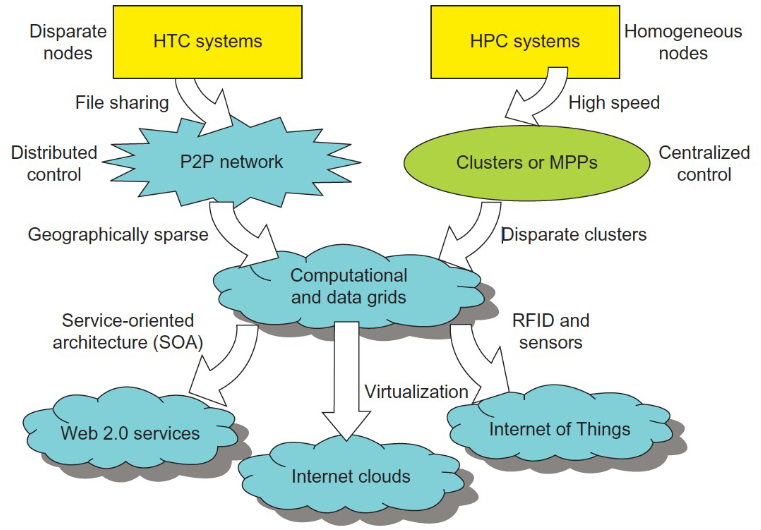 Disparate
nodes
HTC systems
HPC systems
Homogeneous
nodes
File sharing
High speed
Distributed
control
P2P network
Clusters or MPPs
Centralized
control
Geographically sparse
Disparate clusters
Computational
and data grids
Service-oriented
architecture (SOA)
RFID and
sensors
Virtualization
Web 2.0 services
Internet of Things
Internet clouds